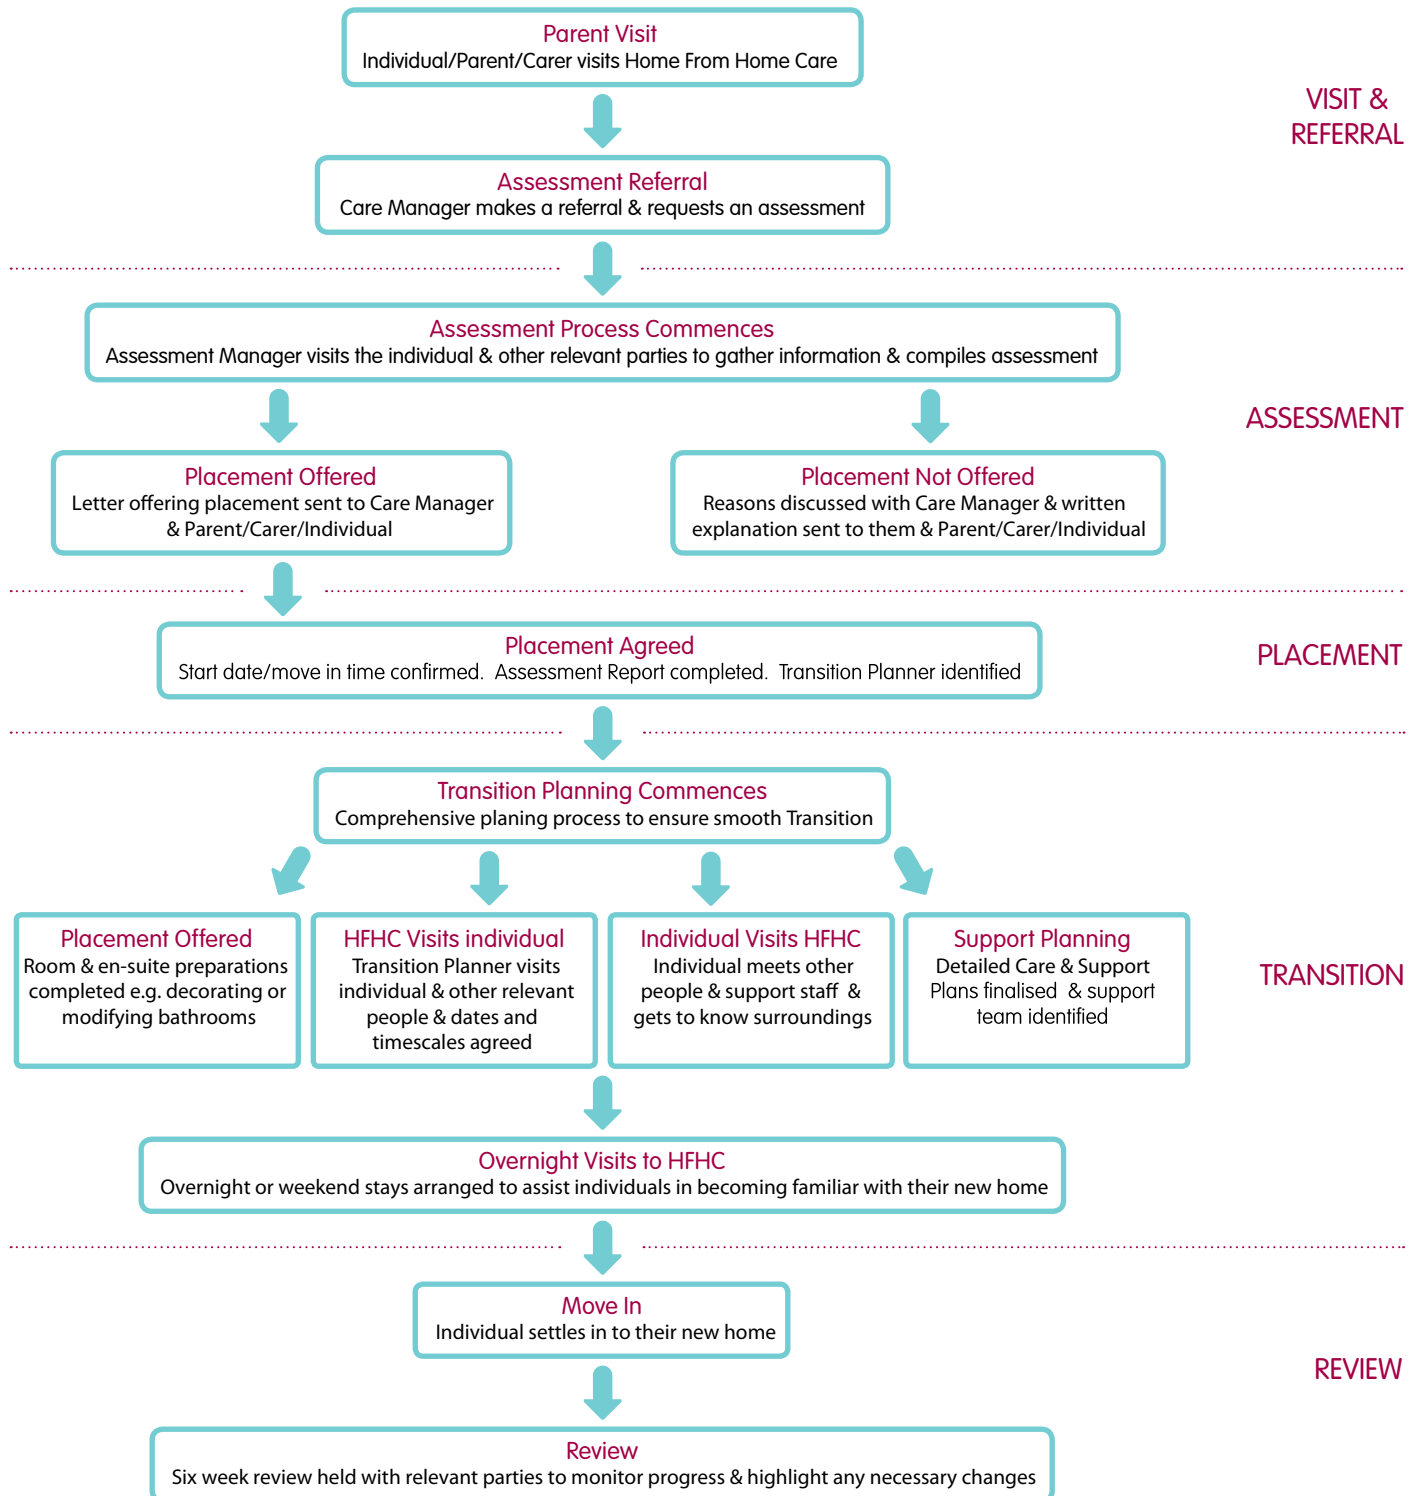 Parent Visit
Individual/Parent/Carer visits Home From Home Care
VISIT &
REFERRAL
Assessment Referral
Care Manager makes a referral & requests an assessment
Assessment Process Commences
Assessment Manager visits the individual & other relevant parties to gather information & compiles assessment
ASSESSMENT
Placement Offered
Letter offering placement sent to Care Manager
& Parent/Carer/Individual
Placement Not Offered
Reasons discussed with Care Manager & written
explanation sent to them & Parent/Carer/Individual
Placement Agreed
Start date/move in time confirmed. Assessment Report completed. Transition Planner identified
PLACEMENT
Transition Planning Commences
Comprehensive planing process to ensure smooth Transition
Placement Offered
Room & en-suite preparations
completed e.g. decorating or
modifying bathrooms
HFHC Visits individual
Transition Planner visits
individual & other relevant
people & dates and
timescales agreed
Individual Visits HFHC
Individual meets other
people & support staff &
gets to know surroundings
Support Planning
Detailed Care & Support
Plans finalised & support
team identified
TRANSITION
Overnight Visits to HFHC
Overnight or weekend stays arranged to assist individuals in becoming familiar with their new home
Move In
Individual settles in to their new home
REVIEW
Review
Six week review held with relevant parties to monitor progress & highlight any necessary changes